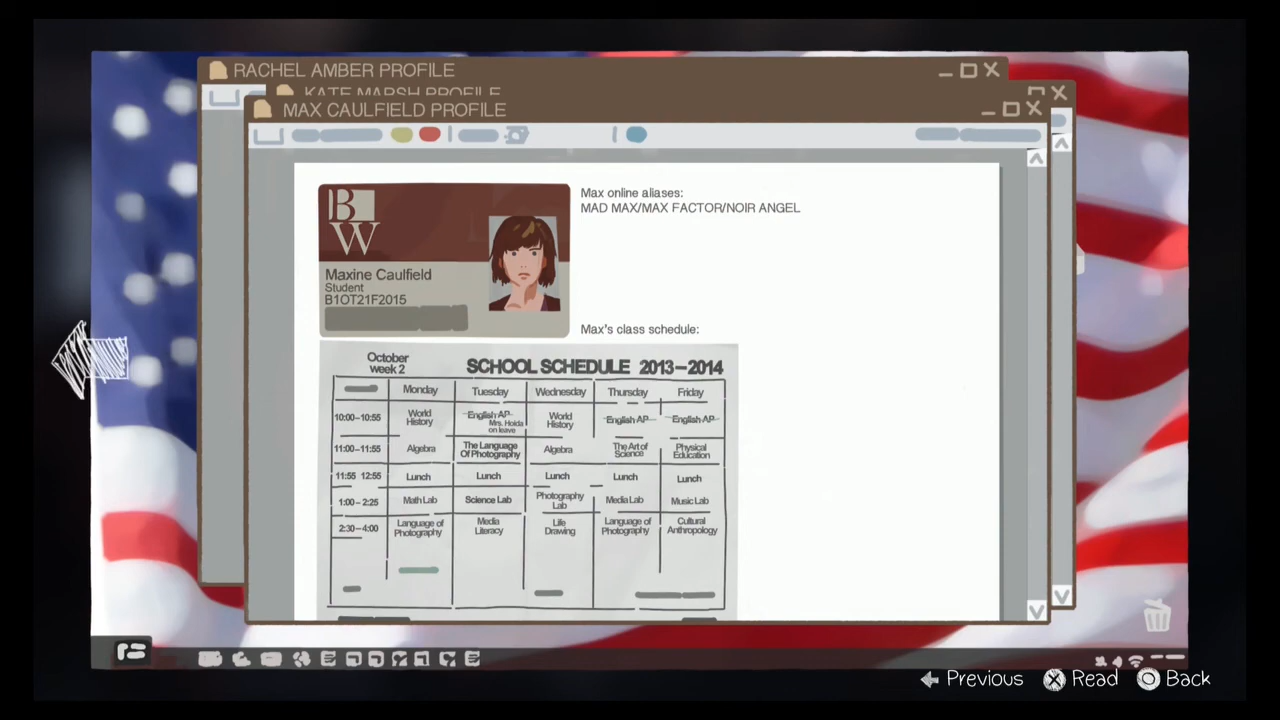 RACHEL AMBER PROFILE
KATE MARSH PROFILE
MAX CAULFIELD PROFILE
B
W
Maxine Caulfield
Student
B1OT21F2015
Max online aliases:
MAD MAX/MAX FACTOR/NOIR ANGEL
Max's class schedule:
October
week 2
SCHOOL SCHEDULE 2013-2014
Monday Tuesday Wednesday Thursday Friday
10:00-10:55 World History English AP Mrs. Hoida on leave World History English AP English AP
11:00-11:55 Algebra The Language Of Photography Algebra The Art of Science Physical Education
11:55 12:55 Lunch Lunch Lunch Lunch Lunch
1:00-2:25 Math Lab Science Lab Photography Lab Media Lab Music Lab
2:30-4:00 Language of Photography Media Literacy Life Drawing Language of Photography Cultural Anthropology
Previous Read Back